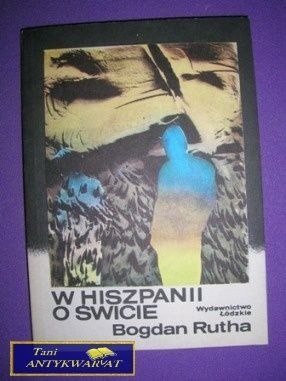 W HISZPANII
O ŚWICIE
Wydawnictwo
Łódzkie
Bogdan Rutha
Tani
ANTYKWARIAT